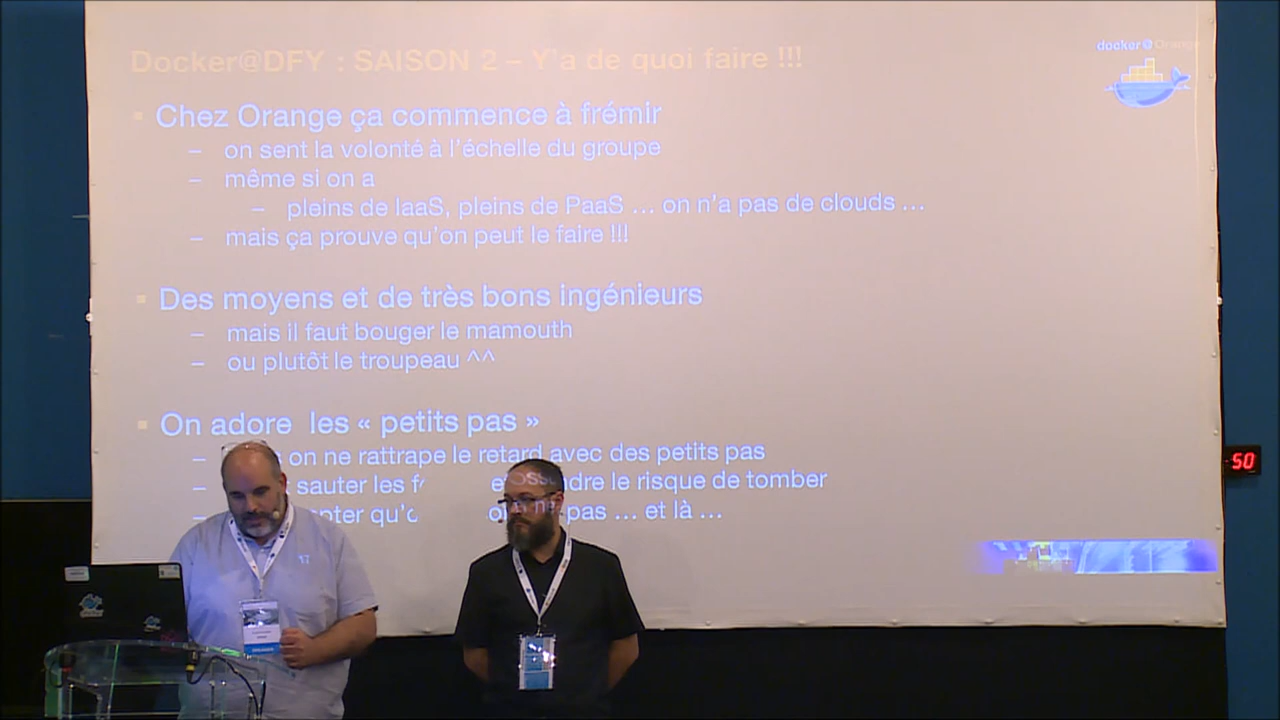 docker@Orange
Docker@DFY : SAISON 2 – Y'a de quoi faire !!!
▪ Chez Orange ça commence à frémir
– on sent la volonté à l'échelle du groupe
– même si on a
– pleins de IaaS, pleins de PaaS ... on n'a pas de clouds ...
– mais ça prouve qu'on peut le faire !!!
▪ Des moyens et de très bons ingénieurs
– mais il faut bouger le mamouth
– ou plutôt le troupeau ^^
▪ On adore les « petits pas »
– on ne rattrape le retard avec des petits pas
– sauter les le risque de tomber
– pas ... et là ...
50